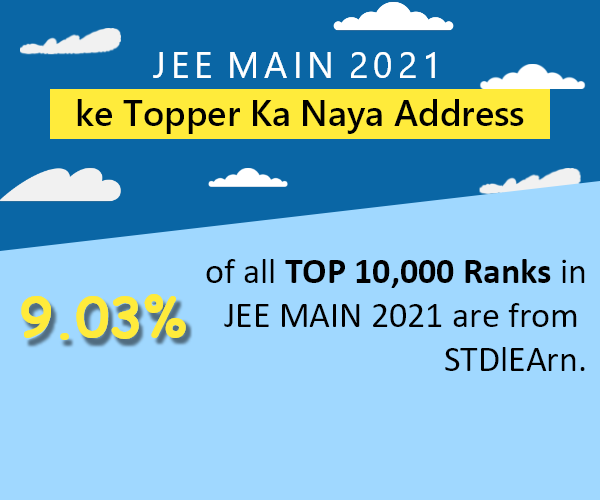 JEE MAIN 2021
ke Topper Ka Naya Address
of all TOP 10,000 Ranks in
9.03% JEE MAIN 2021 are from
STDlEArn.